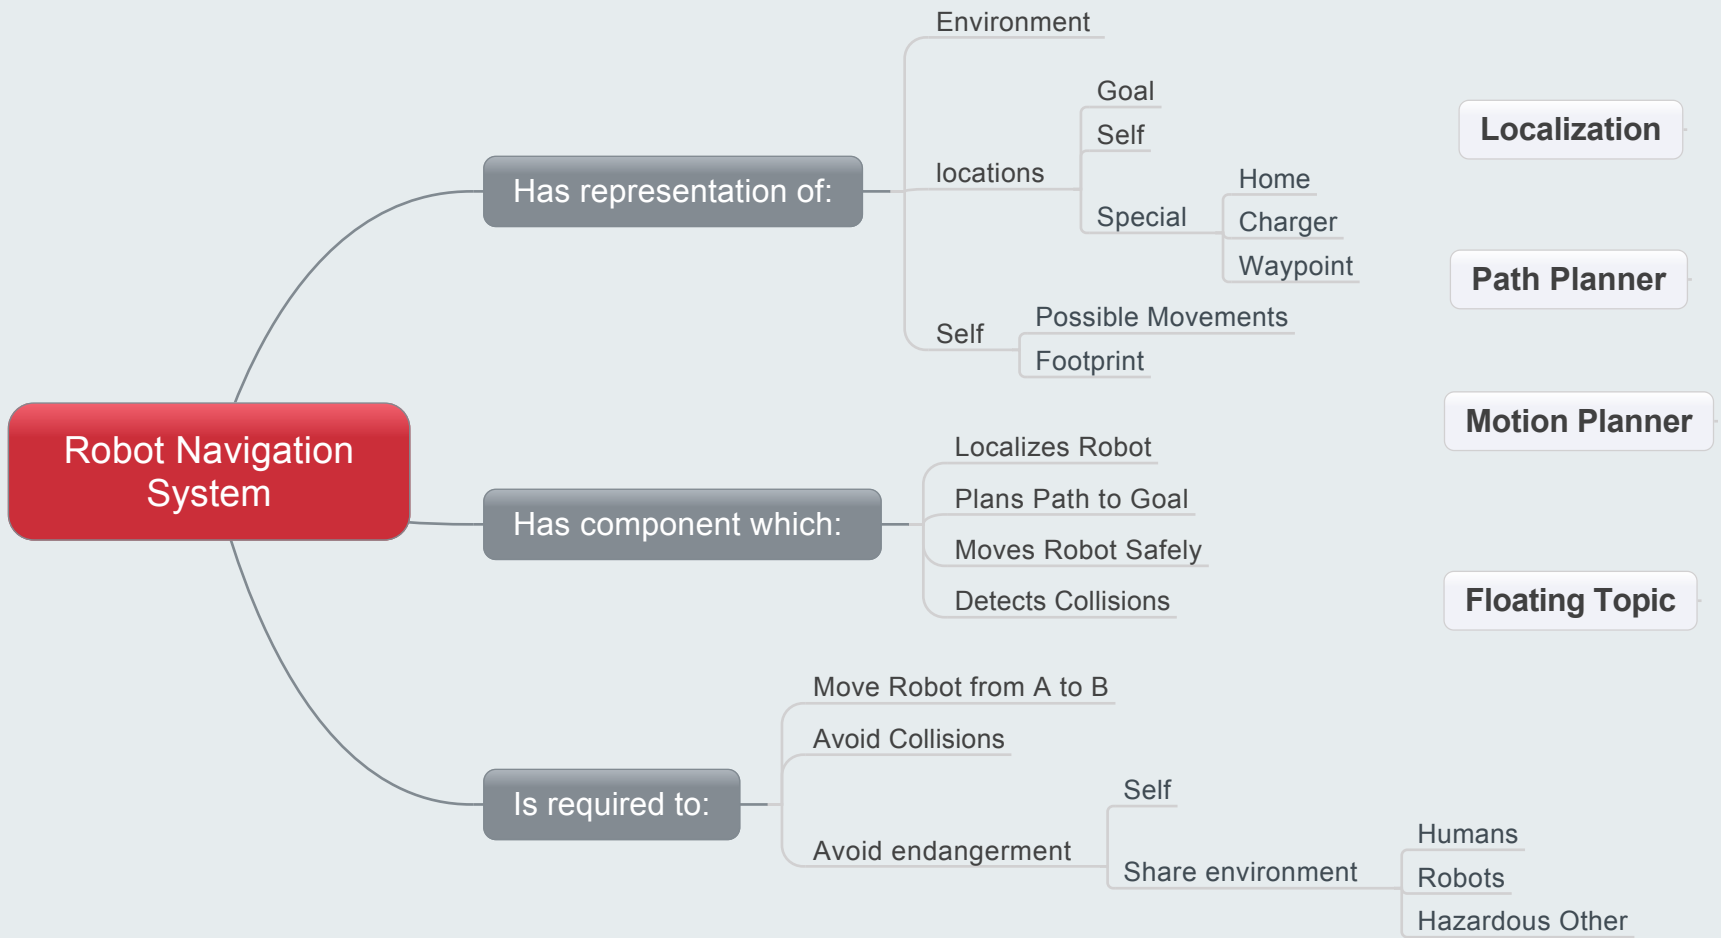 Robot Navigation
System
Has representation of:
Environment
locations
Goal
Self
Special
Home
Charger
Waypoint
Self
Possible Movements
Footprint
Has component which:
Localizes Robot
Plans Path to Goal
Moves Robot Safely
Detects Collisions
Is required to:
Move Robot from A to B
Avoid Collisions
Avoid endangerment
Self
Share environment
Humans
Robots
Hazardous Other
Localization
Path Planner
Motion Planner
Floating Topic